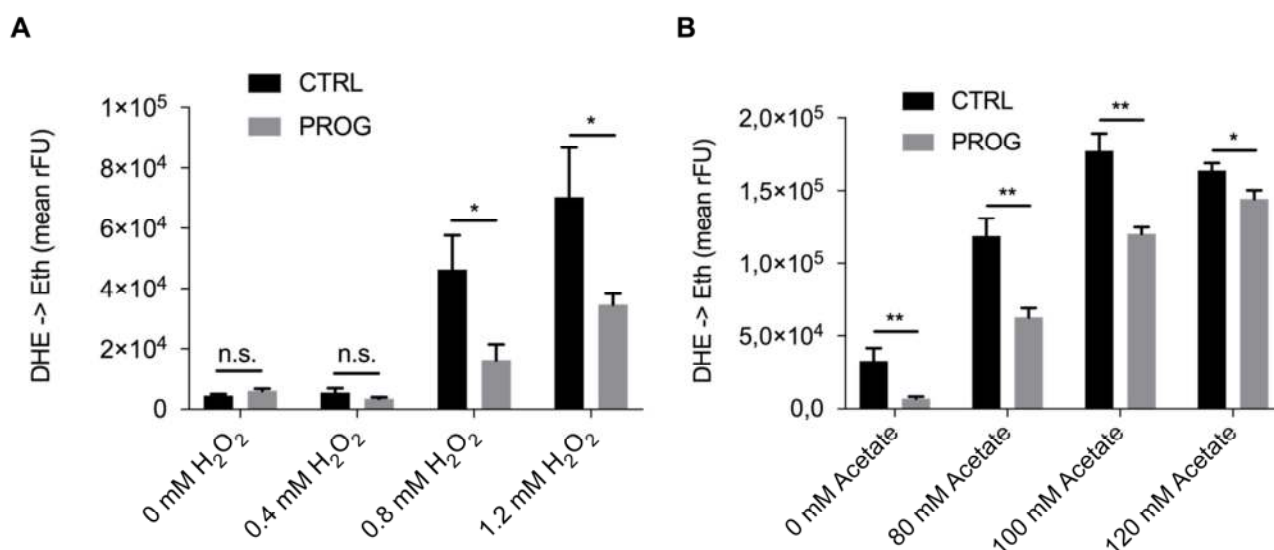 A
CTRL
PROG
DHE -> Eth (mean rFU)
1×10⁵
8×10⁴
6×10⁴
4×10⁴
2×10⁴
0
n.s.
n.s.
*
*
0 mM H₂O₂
0.4 mM H₂O₂
0.8 mM H₂O₂
1.2 mM H₂O₂
B
CTRL
PROG
DHE -> Eth (mean rFU)
2,0×10⁵
1,5×10⁵
1,0×10⁵
5,0×10⁴
0,0
**
**
**
*
0 mM Acetate
80 mM Acetate
100 mM Acetate
120 mM Acetate